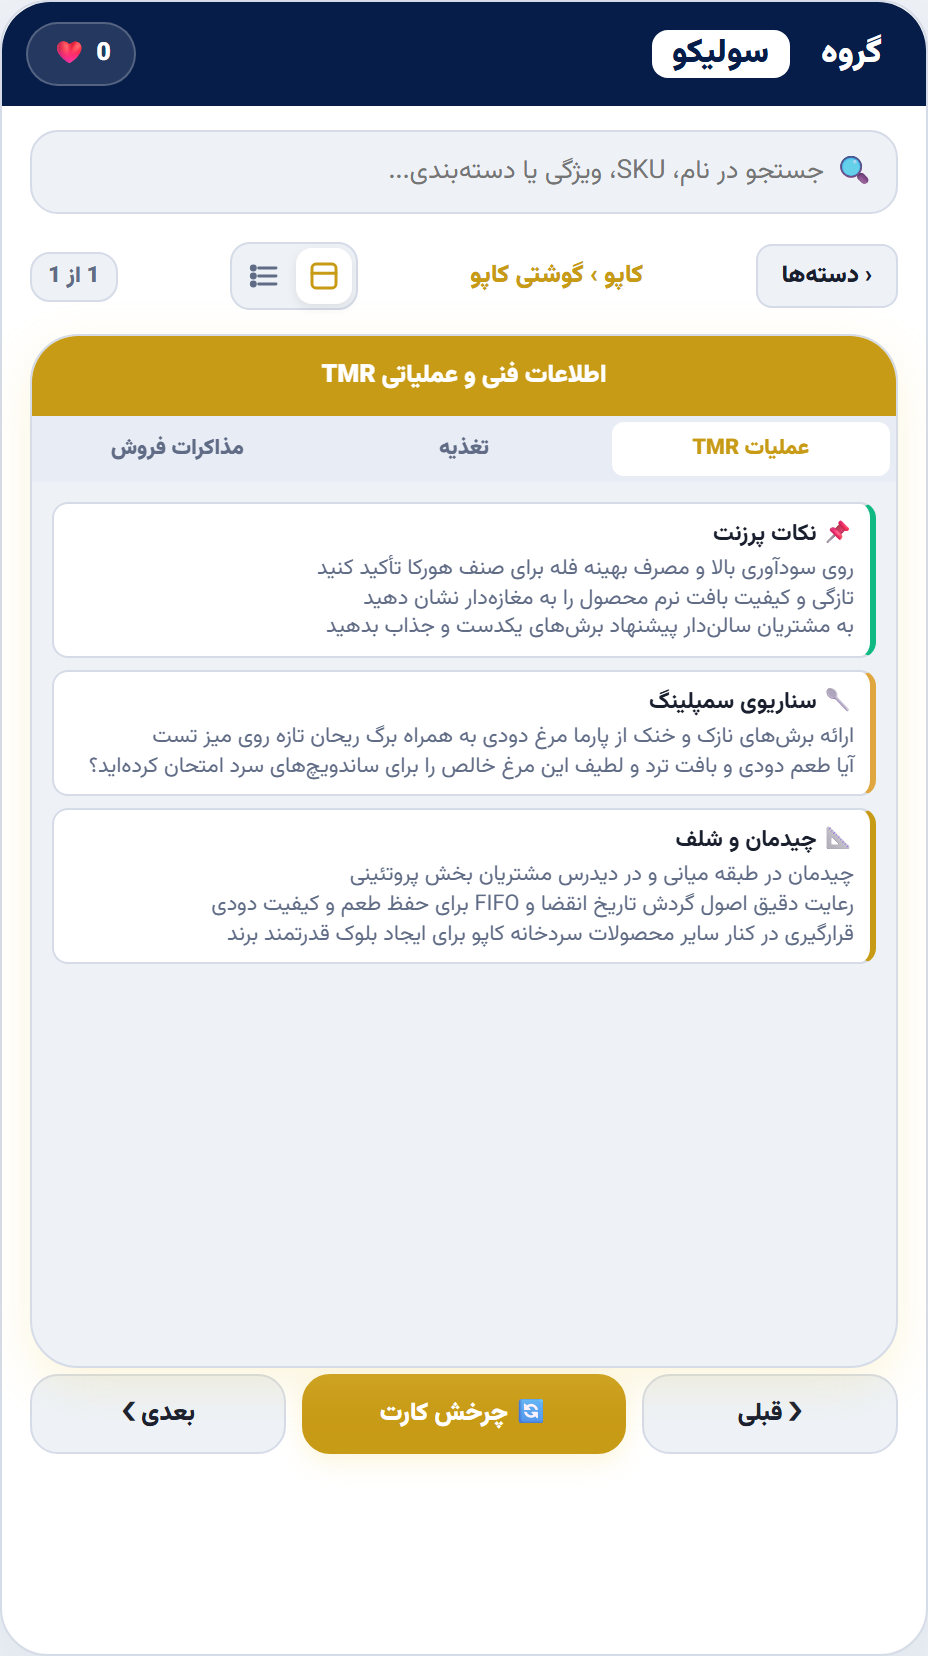 گروه سولیکو
0
جستجو در نام، SKU، ویژگی یا دسته‌بندی...
‹ دسته‌ها
کاپو › گوشتی کاپو
1 از 1
اطلاعات فنی و عملیاتی TMR
عملیات TMR
تغذیه
مذاکرات فروش
نکات پرزنت
روی سودآوری بالا و مصرف بهینه فله برای صنف هورکا تأکید کنید
تازگی و کیفیت بافت نرم محصول را به مغازه‌دار نشان دهید
به مشتریان سالن‌دار پیشنهاد برش‌های یکدست و جذاب بدهید
سناریوی سمپلینگ
ارائه برش‌های نازک و خنک از پارما مرغ دودی به همراه برگ ریحان تازه روی میز تست
آیا طعم دودی و بافت ترد و لطیف این مرغ خالص را برای ساندویچ‌های سرد امتحان کرده‌اید؟
چیدمان و شلف
چیدمان در طبقه میانی و در دیدرس مشتریان بخش پروتئینی
رعایت دقیق اصول گردش تاریخ انقضا و FIFO برای حفظ طعم و کیفیت دودی
قرارگیری در کنار سایر محصولات سردخانه کاپو برای ایجاد بلوک قدرتمند برند
❮ قبلی
چرخش کارت
بعدی ❯